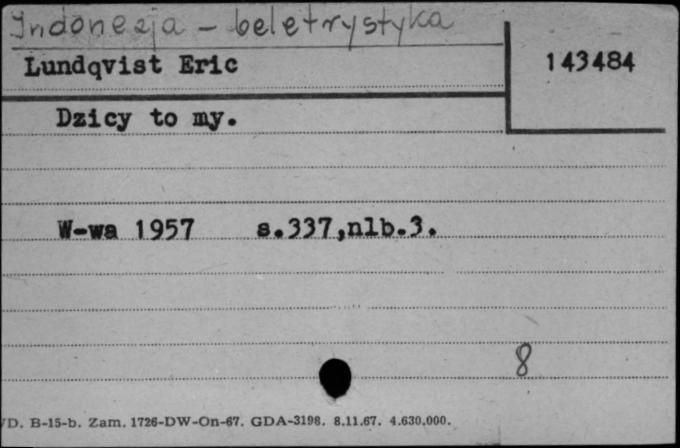 Indonezja - beletrystyka
Lundqvist Eric
143484
Dzicy to my.
W-wa 1957 s.337,nlb.3.
8
D. B-15-b. Zam. 1726-DW-On-67. GDA-3198. 8.11.67. 4.630.000.